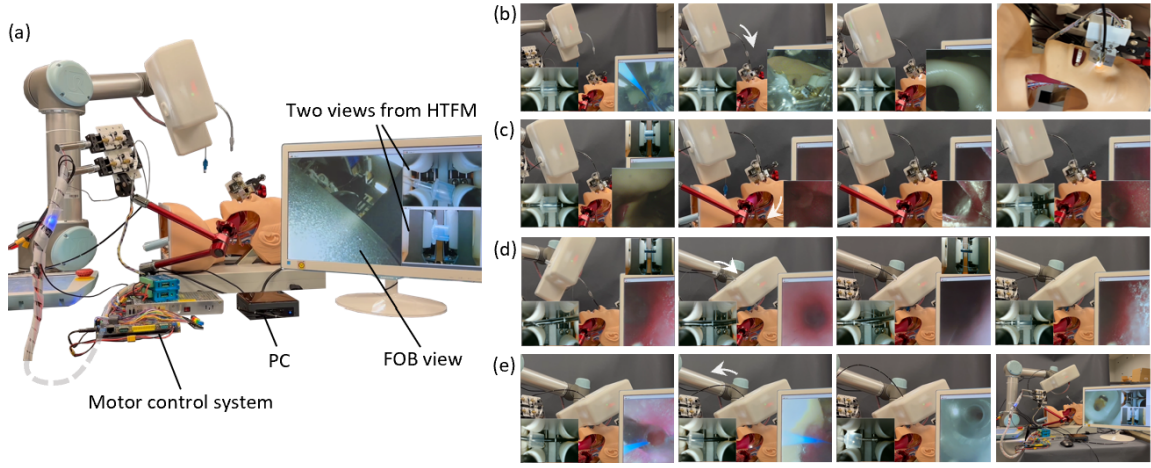 (a)
Two views from HTFM
FOB view
PC
Motor control system
(b)
(c)
(d)
(e)